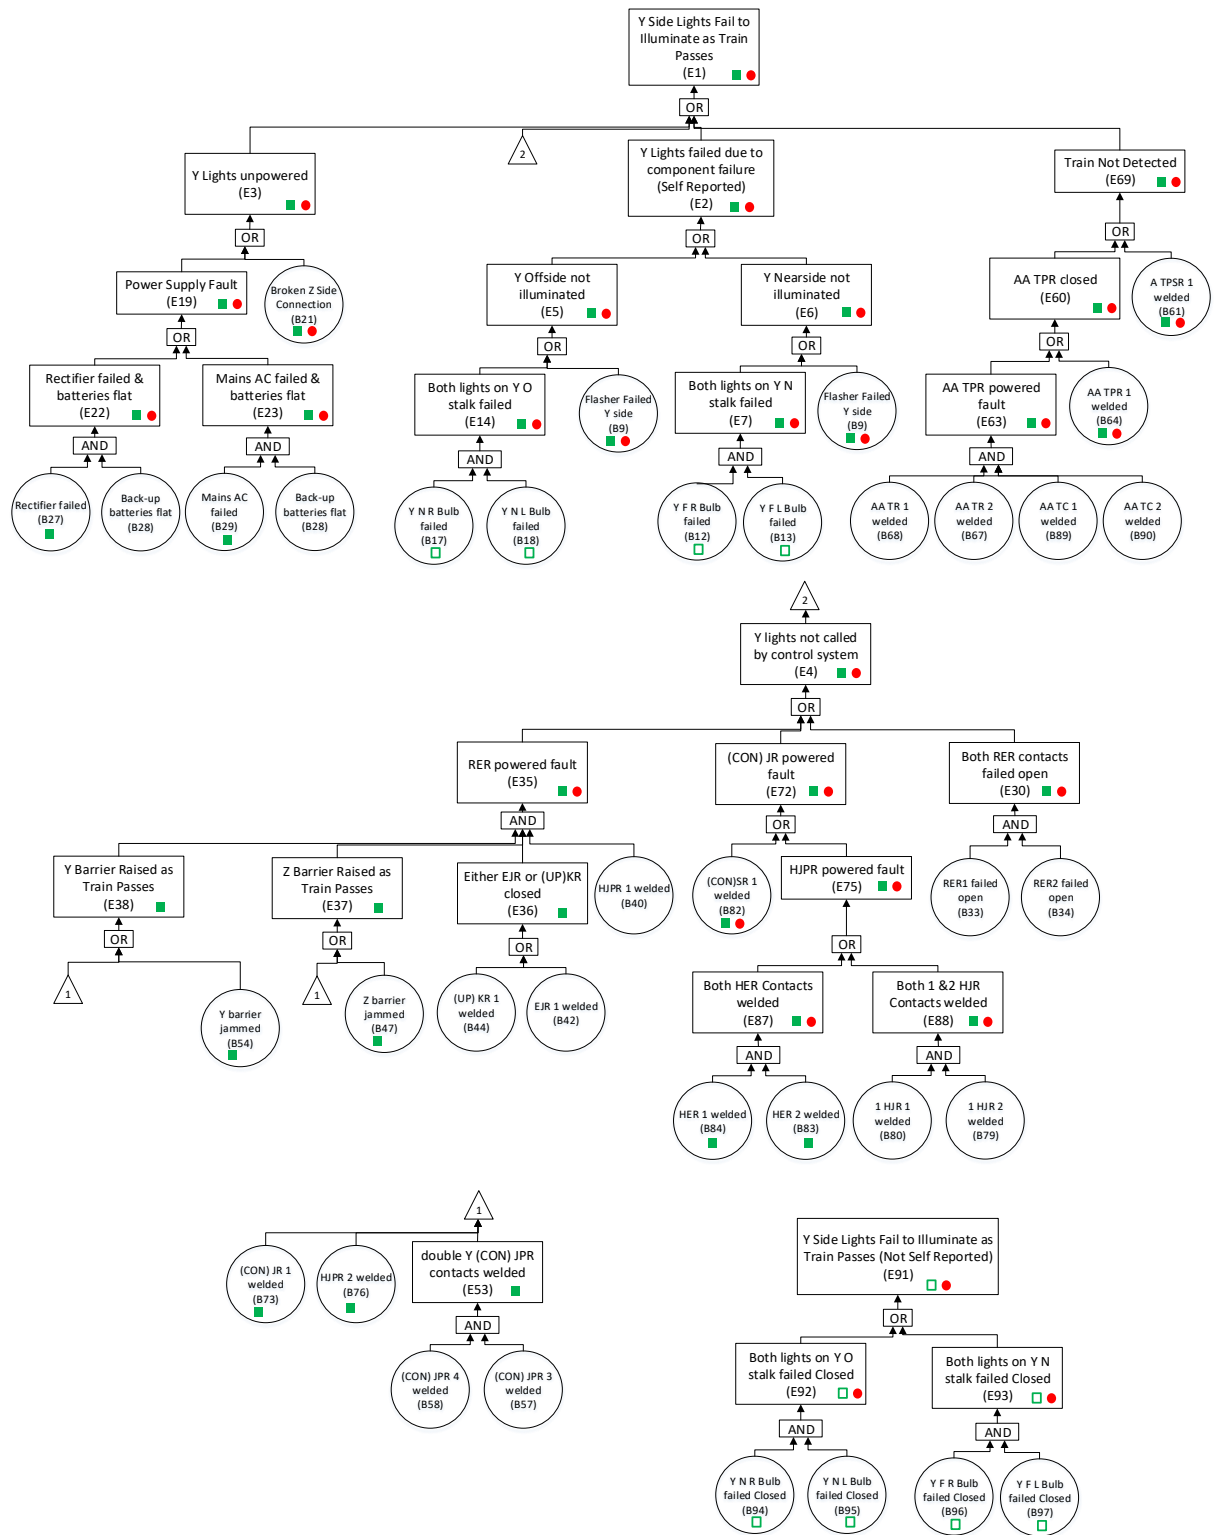 Y Side Lights Fail to
Illuminate as Train
Passes
(E1)
OR
2
Y Lights unpowered
(E3)
Y Lights failed due to
component failure
(Self Reported)
(E2)
Train Not Detected
(E69)
OR
OR
OR
Power Supply Fault
(E19)
Broken Z Side
Connection
(B21)
Y Offside not
illuminated
(E5)
Y Nearside not
illuminated
(E6)
AA TPR closed
(E60)
A TPSR 1
welded
(B61)
OR
OR
OR
OR
Rectifier failed &
batteries flat
(E22)
Mains AC failed &
batteries flat
(E23)
Both lights on Y O
stalk failed
(E14)
Flasher Failed
Y side
(B9)
Both lights on Y N
stalk failed
(E7)
Flasher Failed
Y side
(B9)
AA TPR powered
fault
(E63)
AA TPR 1
welded
(B64)
AND
AND
AND
AND
AND
Rectifier failed
(B27)
Back-up
batteries flat
(B28)
Mains AC
failed
(B29)
Back-up
batteries flat
(B28)
Y N R Bulb
failed
(B17)
Y N L Bulb
failed
(B18)
Y F R Bulb
failed
(B12)
Y F L Bulb
failed
(B13)
AA TR 1
welded
(B68)
AA TR 2
welded
(B67)
AA TC 1
welded
(B89)
AA TC 2
welded
(B90)
2
Y lights not called
by control system
(E4)
OR
RER powered fault
(E35)
(CON) JR powered
fault
(E72)
Both RER contacts
failed open
(E30)
AND
OR
AND
Y Barrier Raised as
Train Passes
(E38)
Z Barrier Raised as
Train Passes
(E37)
Either EJR or (UP)KR
closed
(E36)
HJPR 1 welded
(B40)
(CON)SR 1
welded
(B82)
HJPR powered fault
(E75)
RER1 failed
open
(B33)
RER2 failed
open
(B34)
OR
OR
OR
OR
1
Y barrier
jammed
(B54)
1
Z barrier
jammed
(B47)
(UP) KR 1
welded
(B44)
EJR 1 welded
(B42)
Both HER Contacts
welded
(E87)
Both 1 &2 HJR
Contacts welded
(E88)
AND
AND
HER 1 welded
(B84)
HER 2 welded
(B83)
1 HJR 1
welded
(B80)
1 HJR 2
welded
(B79)
1
(CON) JR 1
welded
(B73)
HJPR 2 welded
(B76)
double Y (CON) JPR
contacts welded
(E53)
AND
(CON) JPR 4
welded
(B58)
(CON) JPR 3
welded
(B57)
Y Side Lights Fail to Illuminate as
Train Passes (Not Self Reported)
(E91)
OR
Both lights on Y O
stalk failed Closed
(E92)
Both lights on Y N
stalk failed Closed
(E93)
AND
AND
Y N R Bulb
failed Closed
(B94)
Y N L Bulb
failed Closed
(B95)
Y F R Bulb
failed Closed
(B96)
Y F L Bulb
failed Closed
(B97)